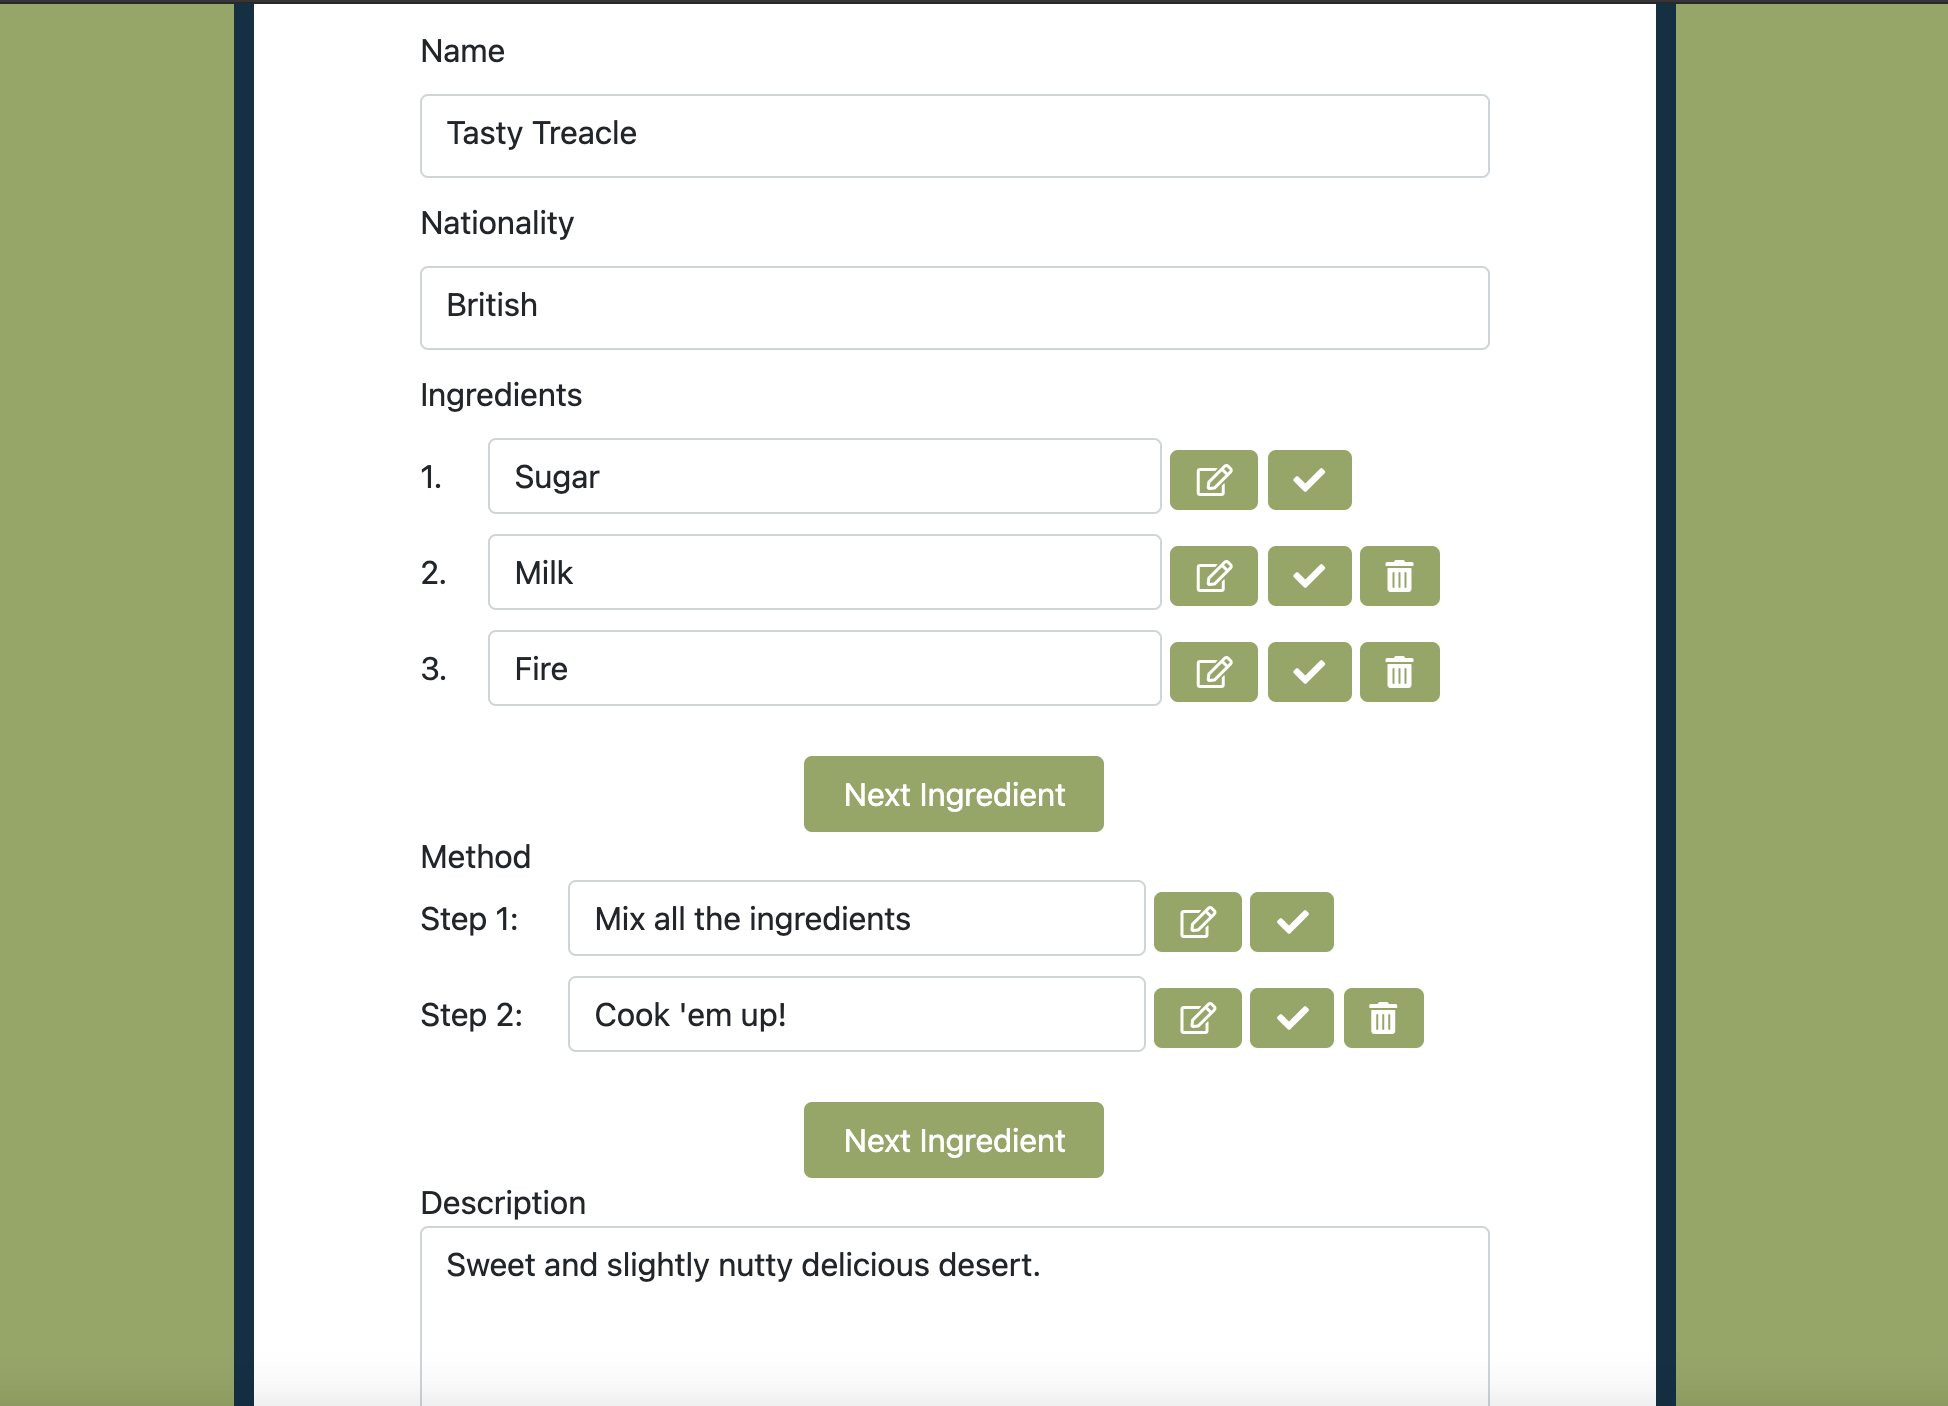 Name
Tasty Treacle
Nationality
British
Ingredients
1. Sugar
2. Milk
3. Fire
Next Ingredient
Method
Step 1: Mix all the ingredients
Step 2: Cook 'em up!
Next Ingredient
Description
Sweet and slightly nutty delicious desert.